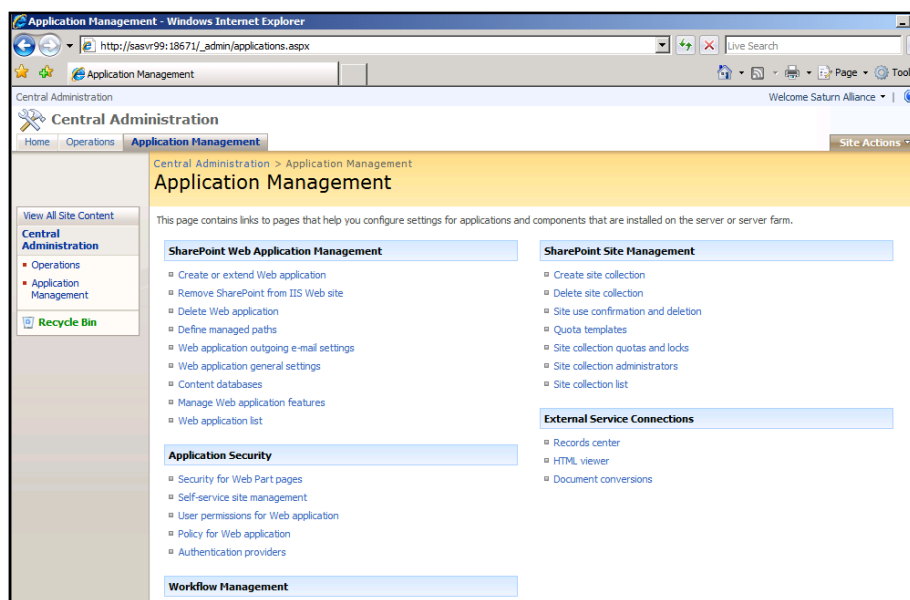 Application Management - Windows Internet Explorer
http://sasvr99:18671/_admin/applications.aspx
Live Search
Application Management
Page
Tool
Central Administration
Welcome Saturn Alliance
Central Administration
Home
Operations
Application Management
Site Actions
Central Administration > Application Management
Application Management
View All Site Content
Central
Administration
Operations
Application
Management
Recycle Bin
This page contains links to pages that help you configure settings for applications and components that are installed on the server or server farm.
SharePoint Web Application Management
Create or extend Web application
Remove SharePoint from IIS Web site
Delete Web application
Define managed paths
Web application outgoing e-mail settings
Web application general settings
Content databases
Manage Web application features
Web application list
Application Security
Security for Web Part pages
Self-service site management
User permissions for Web application
Policy for Web application
Authentication providers
Workflow Management
SharePoint Site Management
Create site collection
Delete site collection
Site use confirmation and deletion
Quota templates
Site collection quotas and locks
Site collection administrators
Site collection list
External Service Connections
Records center
HTML viewer
Document conversions